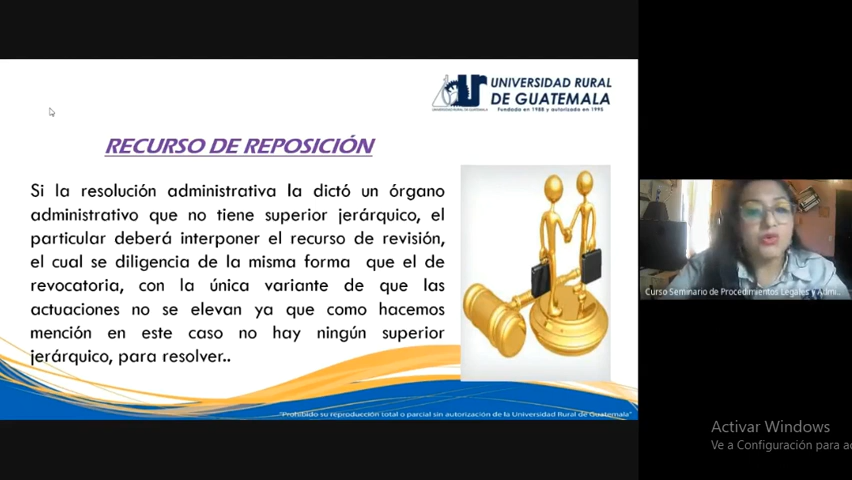 UNIVERSIDAD RURAL
DE GUATEMALA
Fundada en 1988 y autorizada en 1995
RECURSO DE REPOSICIÓN
Si la resolución administrativa la dictó un órgano
administrativo que no tiene superior jerárquico, el
particular deberá interponer el recurso de revisión,
el cual se diligencia de la misma forma que el de
revocatoria, con la única variante de que las
actuaciones no se elevan ya que como hacemos
mención en este caso no hay ningún superior
jerárquico, para resolver..
"Prohibido su reproducción total o parcial sin autorización de la Universidad Rural de Guatemala"
Curso Seminario de Procedimientos Legales y Admi...
Activar Windows
Ve a Configuración para ac